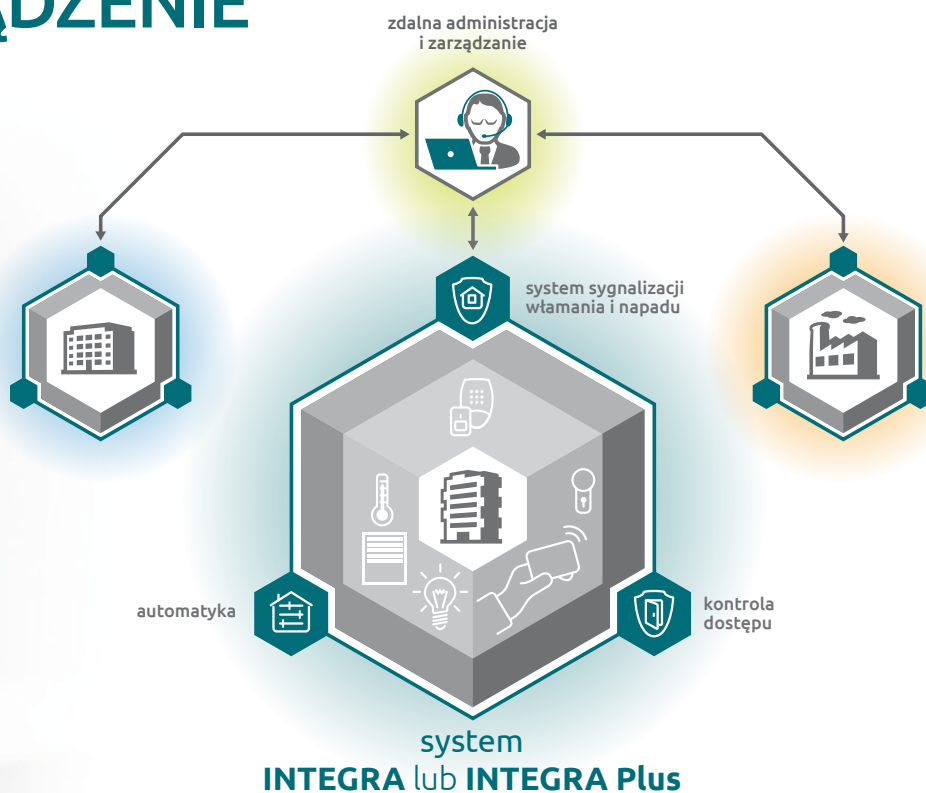 ĄDZENIE
zdalna administracja
i zarządzanie
system sygnalizacji
włamania i napadu
automatyka
kontrola
dostępu
system
INTEGRA lub INTEGRA Plus